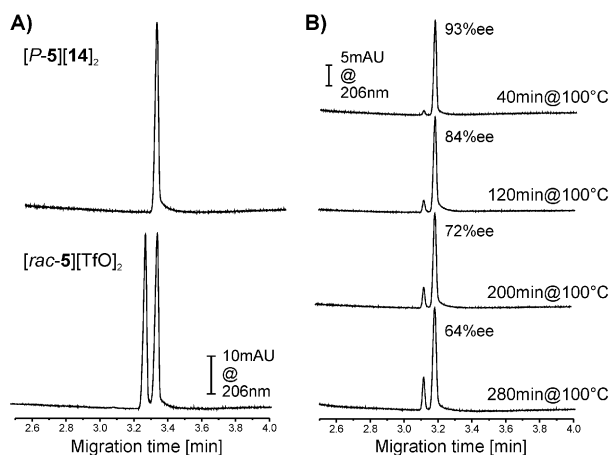 A)
[P-5][14]₂
[rac-5][TfO]₂
10mAU
@
206nm
2.6 2.8 3.0 3.2 3.4 3.6 3.8 4.0
Migration time [min]
B)
5mAU
@
206nm
93%ee
40min@100°C
84%ee
120min@100°C
72%ee
200min@100°C
64%ee
280min@100°C
2.6 2.8 3.0 3.2 3.4 3.6 3.8 4.0
Migration time [min]